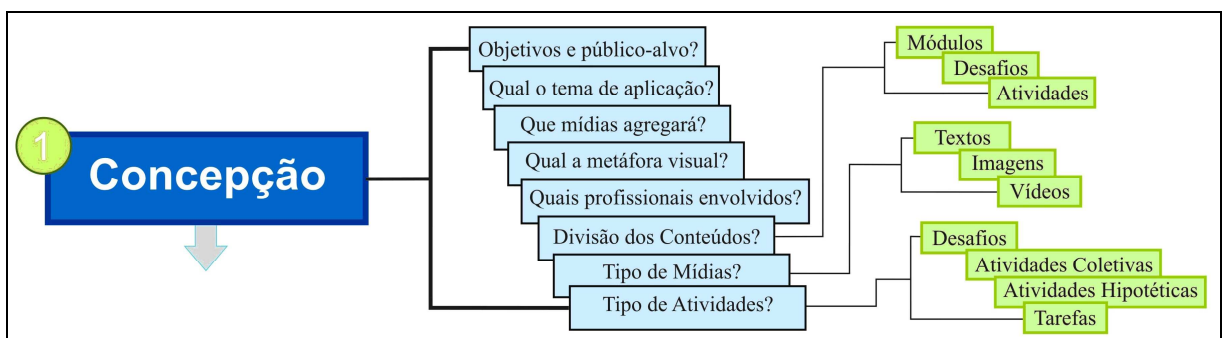 1
Concepção
Objetivos e público-alvo?
Qual o tema de aplicação?
Que mídias agregará?
Qual a metáfora visual?
Quais profissionais envolvidos?
Divisão dos Conteúdos?
Tipo de Mídias?
Tipo de Atividades?
Módulos
Desafios
Atividades
Textos
Imagens
Vídeos
Desafios
Atividades Coletivas
Atividades Hipotéticas
Tarefas